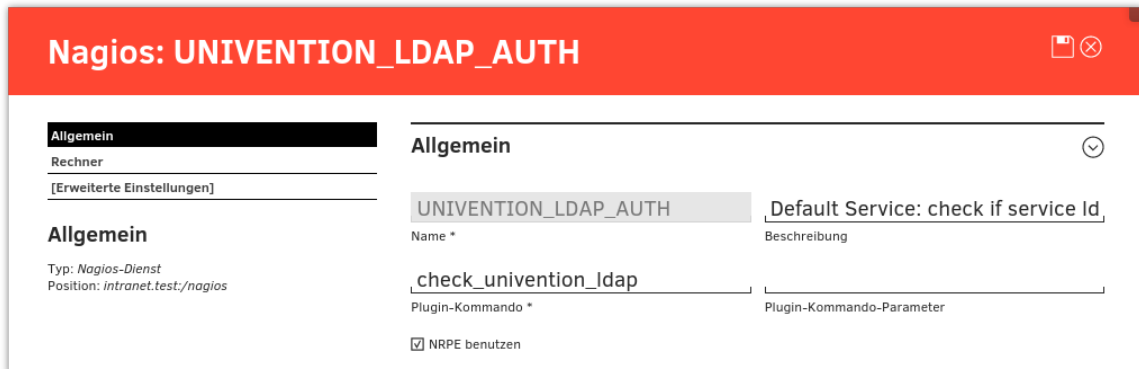 Nagios: UNIVENTION_LDAP_AUTH
Allgemein
Rechner
[Erweiterte Einstellungen]
Allgemein
Typ: Nagios-Dienst
Position: intranet.test:/nagios
Allgemein
UNIVENTION_LDAP_AUTH
Name *
Default Service: check if service ld
Beschreibung
check_univention_ldap
Plugin-Kommando *
Plugin-Kommando-Parameter
NRPE benutzen